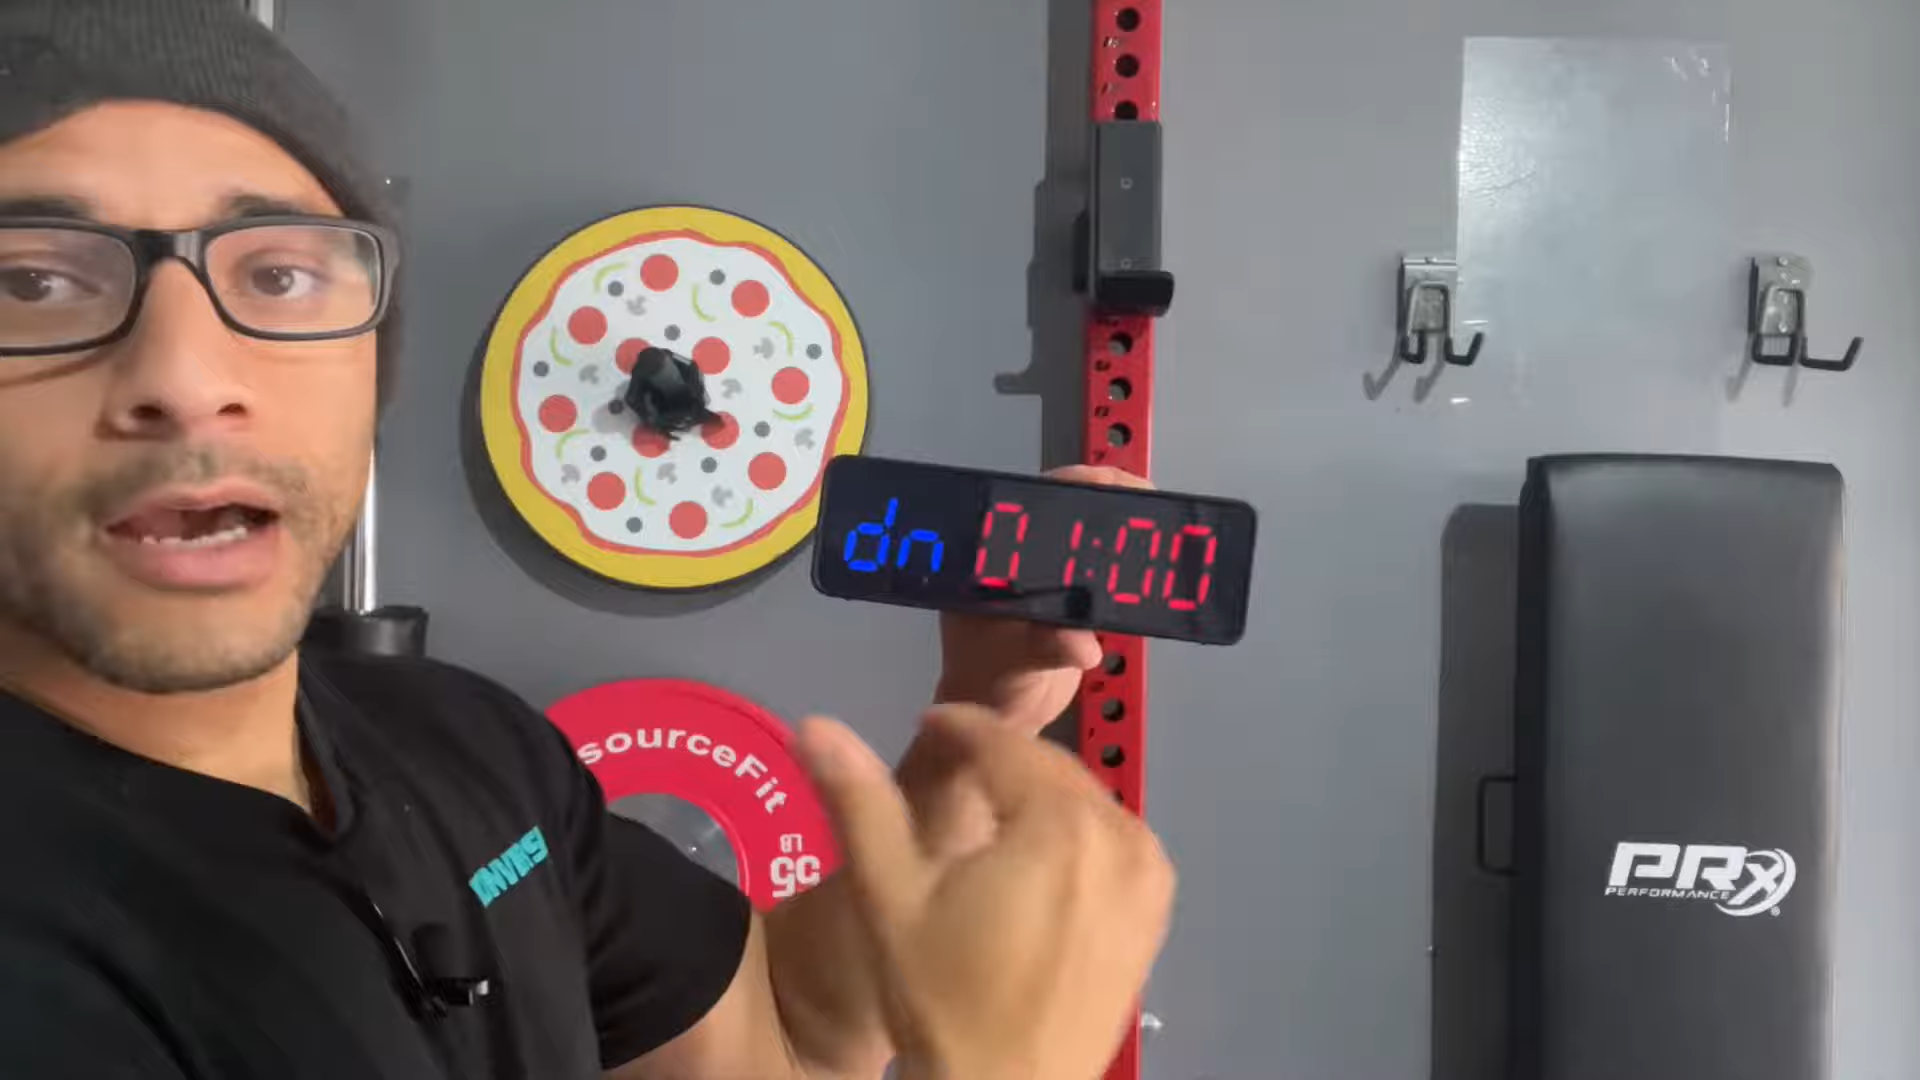 dn 01:00
sourceFit
55
LB
PRx
PERFORMANCE
®